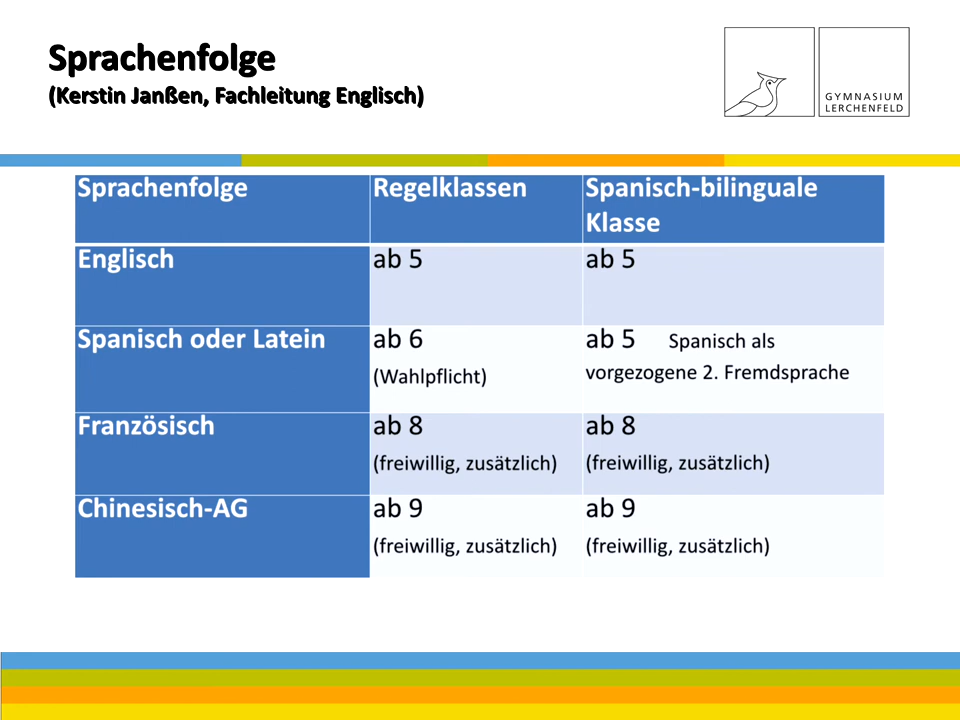 Sprachenfolge
(Kerstin Janßen, Fachleitung Englisch)
GYMNASIUM
LERCHENFELD
Sprachenfolge Regelklassen Spanisch-bilinguale
Klasse
Englisch ab 5 ab 5
Spanisch oder Latein ab 6 ab 5 Spanisch als
(Wahlpflicht) vorgezogene 2. Fremdsprache
Französisch ab 8 ab 8
(freiwillig, zusätzlich) (freiwillig, zusätzlich)
Chinesisch-AG ab 9 ab 9
(freiwillig, zusätzlich) (freiwillig, zusätzlich)